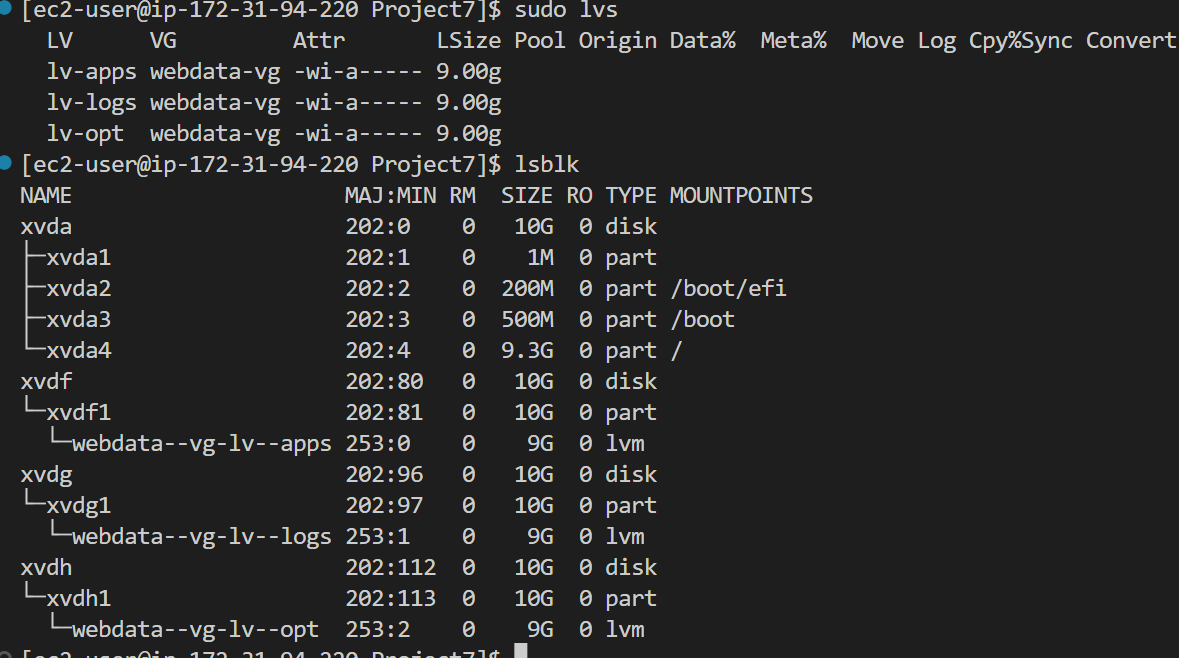 [ec2-user@ip-172-31-94-220 Project7]$ sudo lvs
  LV      VG         Attr       LSize Pool Origin Data%  Meta%  Move Log Cpy%Sync Convert
  lv-apps webdata-vg -wi-a----- 9.00g
  lv-logs webdata-vg -wi-a----- 9.00g
  lv-opt  webdata-vg -wi-a----- 9.00g
[ec2-user@ip-172-31-94-220 Project7]$ lsblk
NAME                     MAJ:MIN RM  SIZE RO TYPE MOUNTPOINTS
xvda                     202:0    0   10G  0 disk
├─xvda1                  202:1    0    1M  0 part
├─xvda2                  202:2    0  200M  0 part /boot/efi
├─xvda3                  202:3    0  500M  0 part /boot
└─xvda4                  202:4    0  9.3G  0 part /
xvdf                     202:80   0   10G  0 disk
└─xvdf1                  202:81   0   10G  0 part
  └─webdata--vg-lv--apps 253:0    0    9G  0 lvm
xvdg                     202:96   0   10G  0 disk
└─xvdg1                  202:97   0   10G  0 part
  └─webdata--vg-lv--logs 253:1    0    9G  0 lvm
xvdh                     202:112  0   10G  0 disk
└─xvdh1                  202:113  0   10G  0 part
  └─webdata--vg-lv--opt  253:2    0    9G  0 lvm
[ec2-user@ip-172-31-94-220 Project7]$